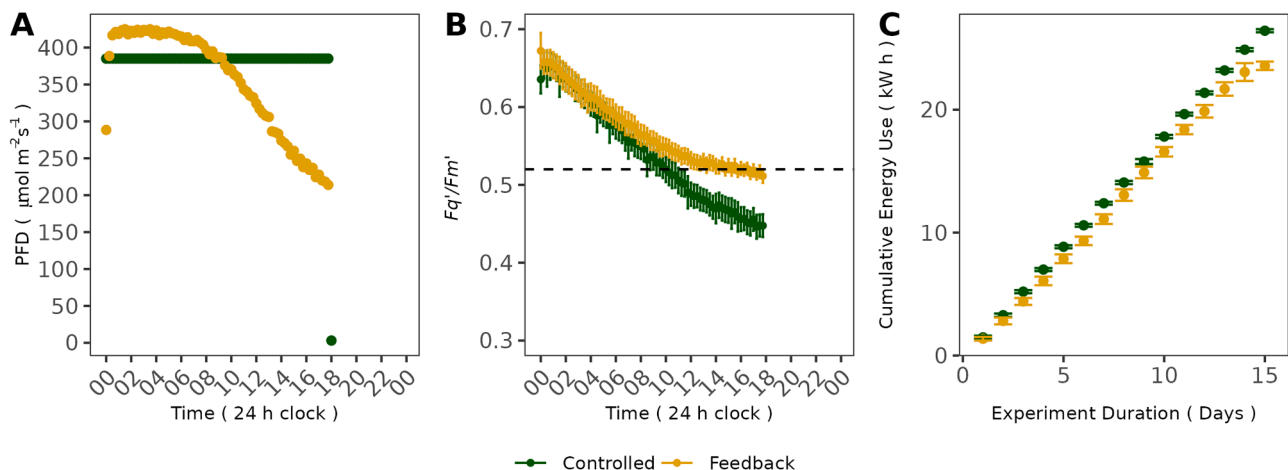 A
B
C
PFD ( μmol m⁻²s⁻¹ )
400
350
300
250
200
150
100
50
0
00 02 04 06 08 10 12 14 16 18 20 22 00
Time ( 24 h clock )
Fq'/Fm'
0.7
0.6
0.5
0.4
0.3
00 02 04 06 08 10 12 14 16 18 20 22 00
Time ( 24 h clock )
Cumulative Energy Use ( kW h )
20
10
0
0 5 10 15
Experiment Duration ( Days )
Controlled Feedback